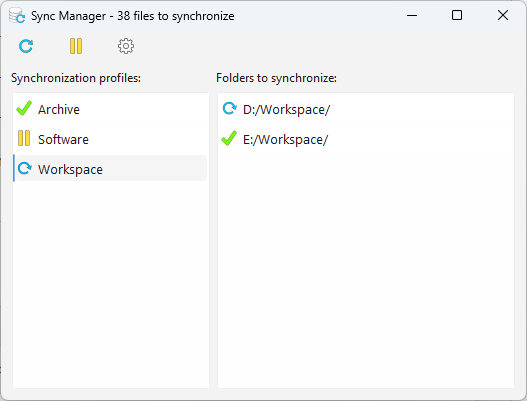 Sync Manager - 38 files to synchronize
Synchronization profiles:
Archive
Software
Workspace
Folders to synchronize:
D:/Workspace/
E:/Workspace/